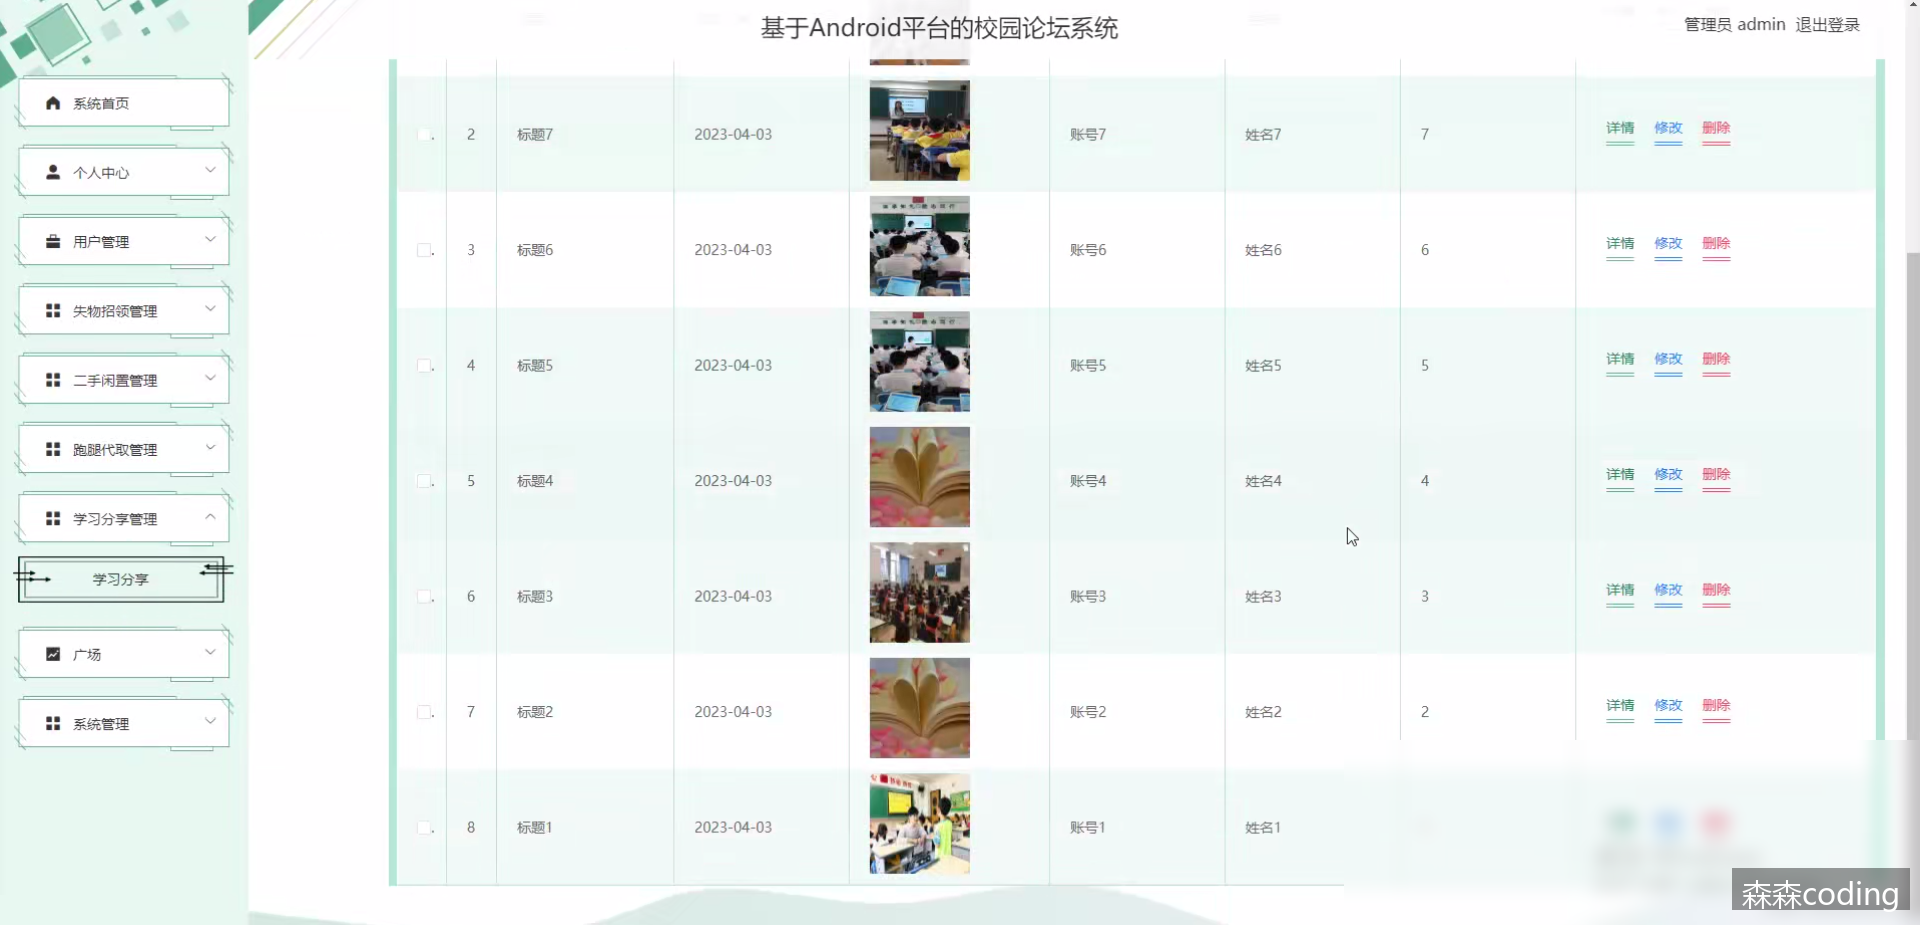 基于Android平台的校园论坛系统
管理员 admin 退出登录
系统首页
个人中心
用户管理
失物招领管理
二手闲置管理
跑腿代取管理
学习分享管理
学习分享
广场
系统管理
2 标题7 2023-04-03 账号7 姓名7 7 详情 修改 删除
3 标题6 2023-04-03 账号6 姓名6 6 详情 修改 删除
4 标题5 2023-04-03 账号5 姓名5 5 详情 修改 删除
5 标题4 2023-04-03 账号4 姓名4 4 详情 修改 删除
6 标题3 2023-04-03 账号3 姓名3 3 详情 修改 删除
7 标题2 2023-04-03 账号2 姓名2 2 详情 修改 删除
8 标题1 2023-04-03 账号1 姓名1
森森coding